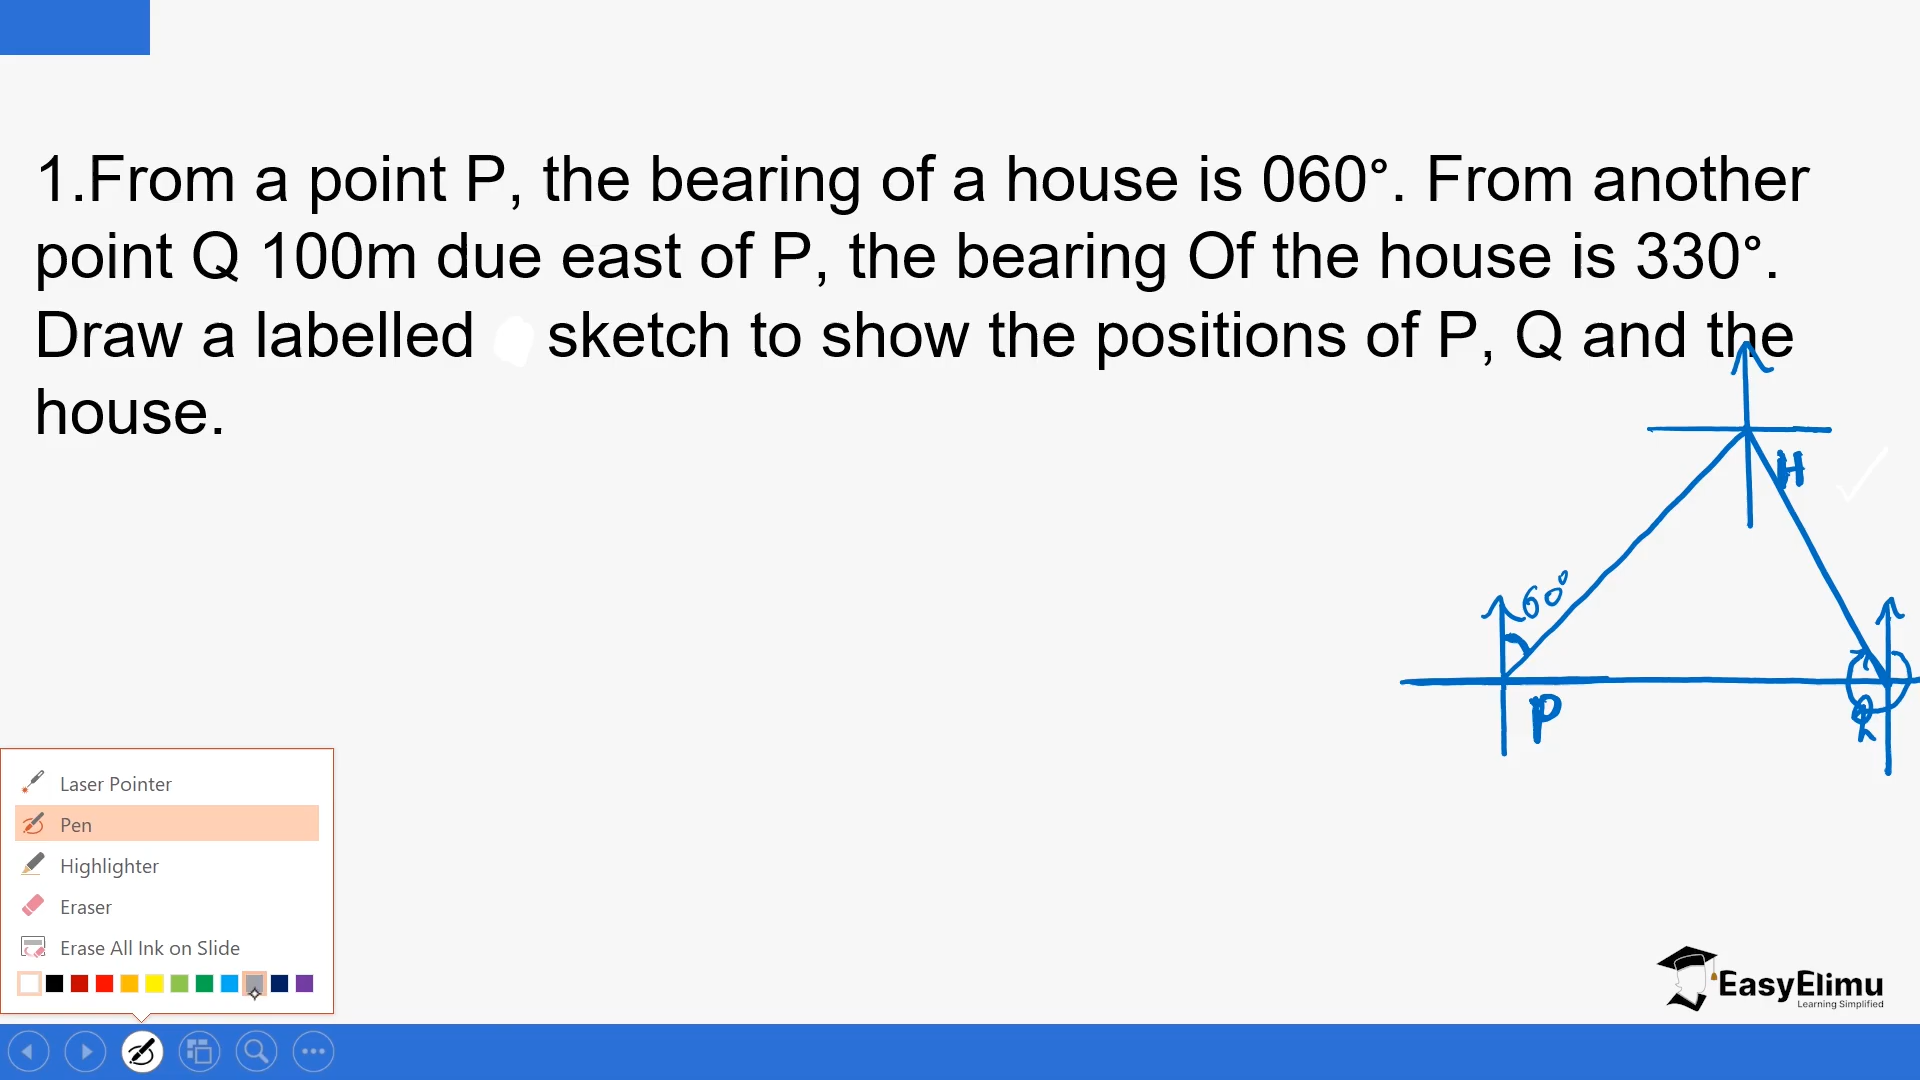 1.From a point P, the bearing of a house is 060°. From another
point Q 100m due east of P, the bearing Of the house is 330°.
Draw a labelled sketch to show the positions of P, Q and the
house.
H
60°
P
Laser Pointer
Pen
Highlighter
Eraser
Erase All Ink on Slide
EasyElimu
Learning Simplified